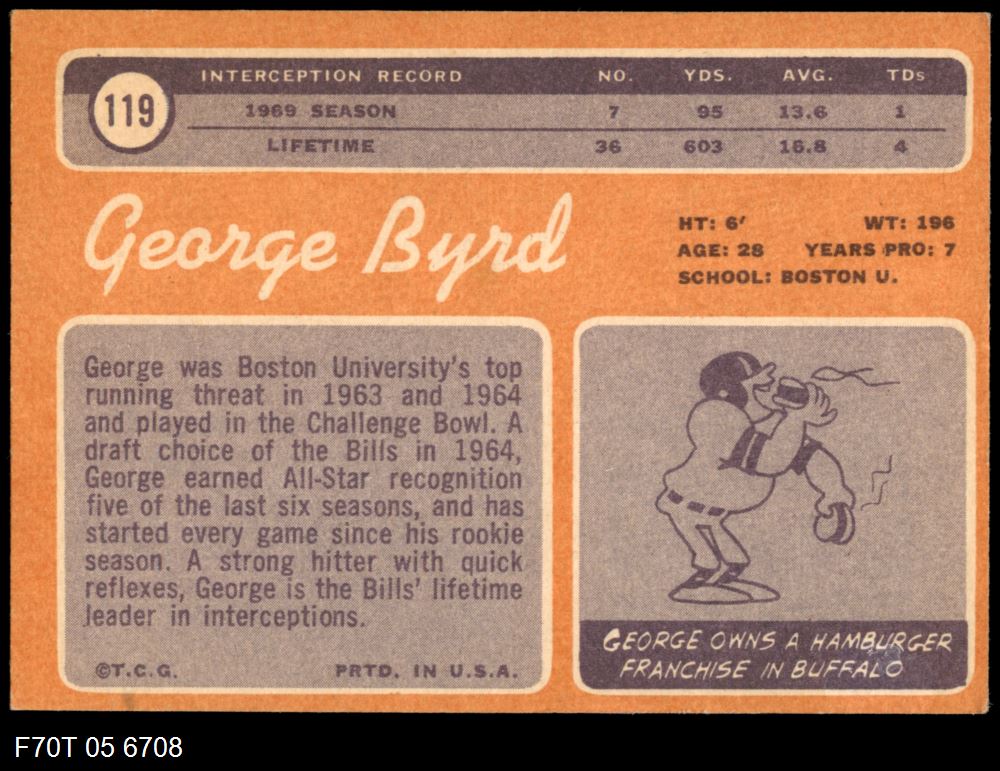 119
INTERCEPTION RECORD NO. YDS. AVG. TDs
1969 SEASON 7 95 13.6 1
LIFETIME 36 603 16.8 4
George Byrd
HT: 6′ WT: 196
AGE: 28 YEARS PRO: 7
SCHOOL: BOSTON U.
George was Boston University's top
running threat in 1963 and 1964
and played in the Challenge Bowl. A
draft choice of the Bills in 1964,
George earned All-Star recognition
five of the last six seasons, and has
started every game since his rookie
season. A strong hitter with quick
reflexes, George is the Bills' lifetime
leader in interceptions.
©T.C.G. PRTD. IN U.S.A.
GEORGE OWNS A HAMBURGER
FRANCHISE IN BUFFALO
F70T 05 6708